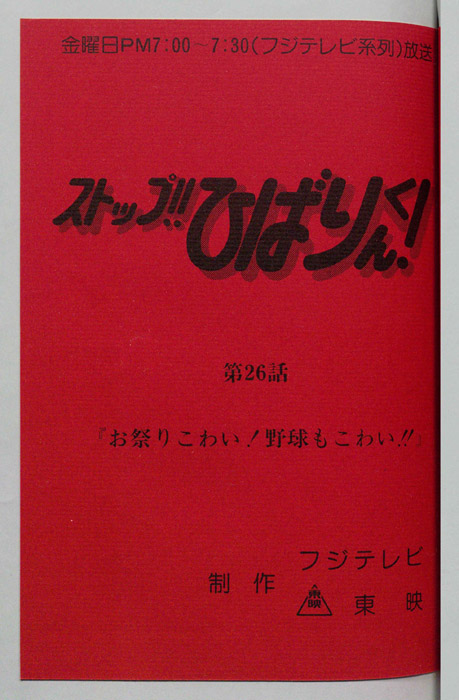 金曜日PM7:00～7:30(フジテレビ系列)放送
ストップ!!ひばりくん!
第26話
『お祭りこわい！野球もこわい!!』
フジテレビ
制作
東映
東映